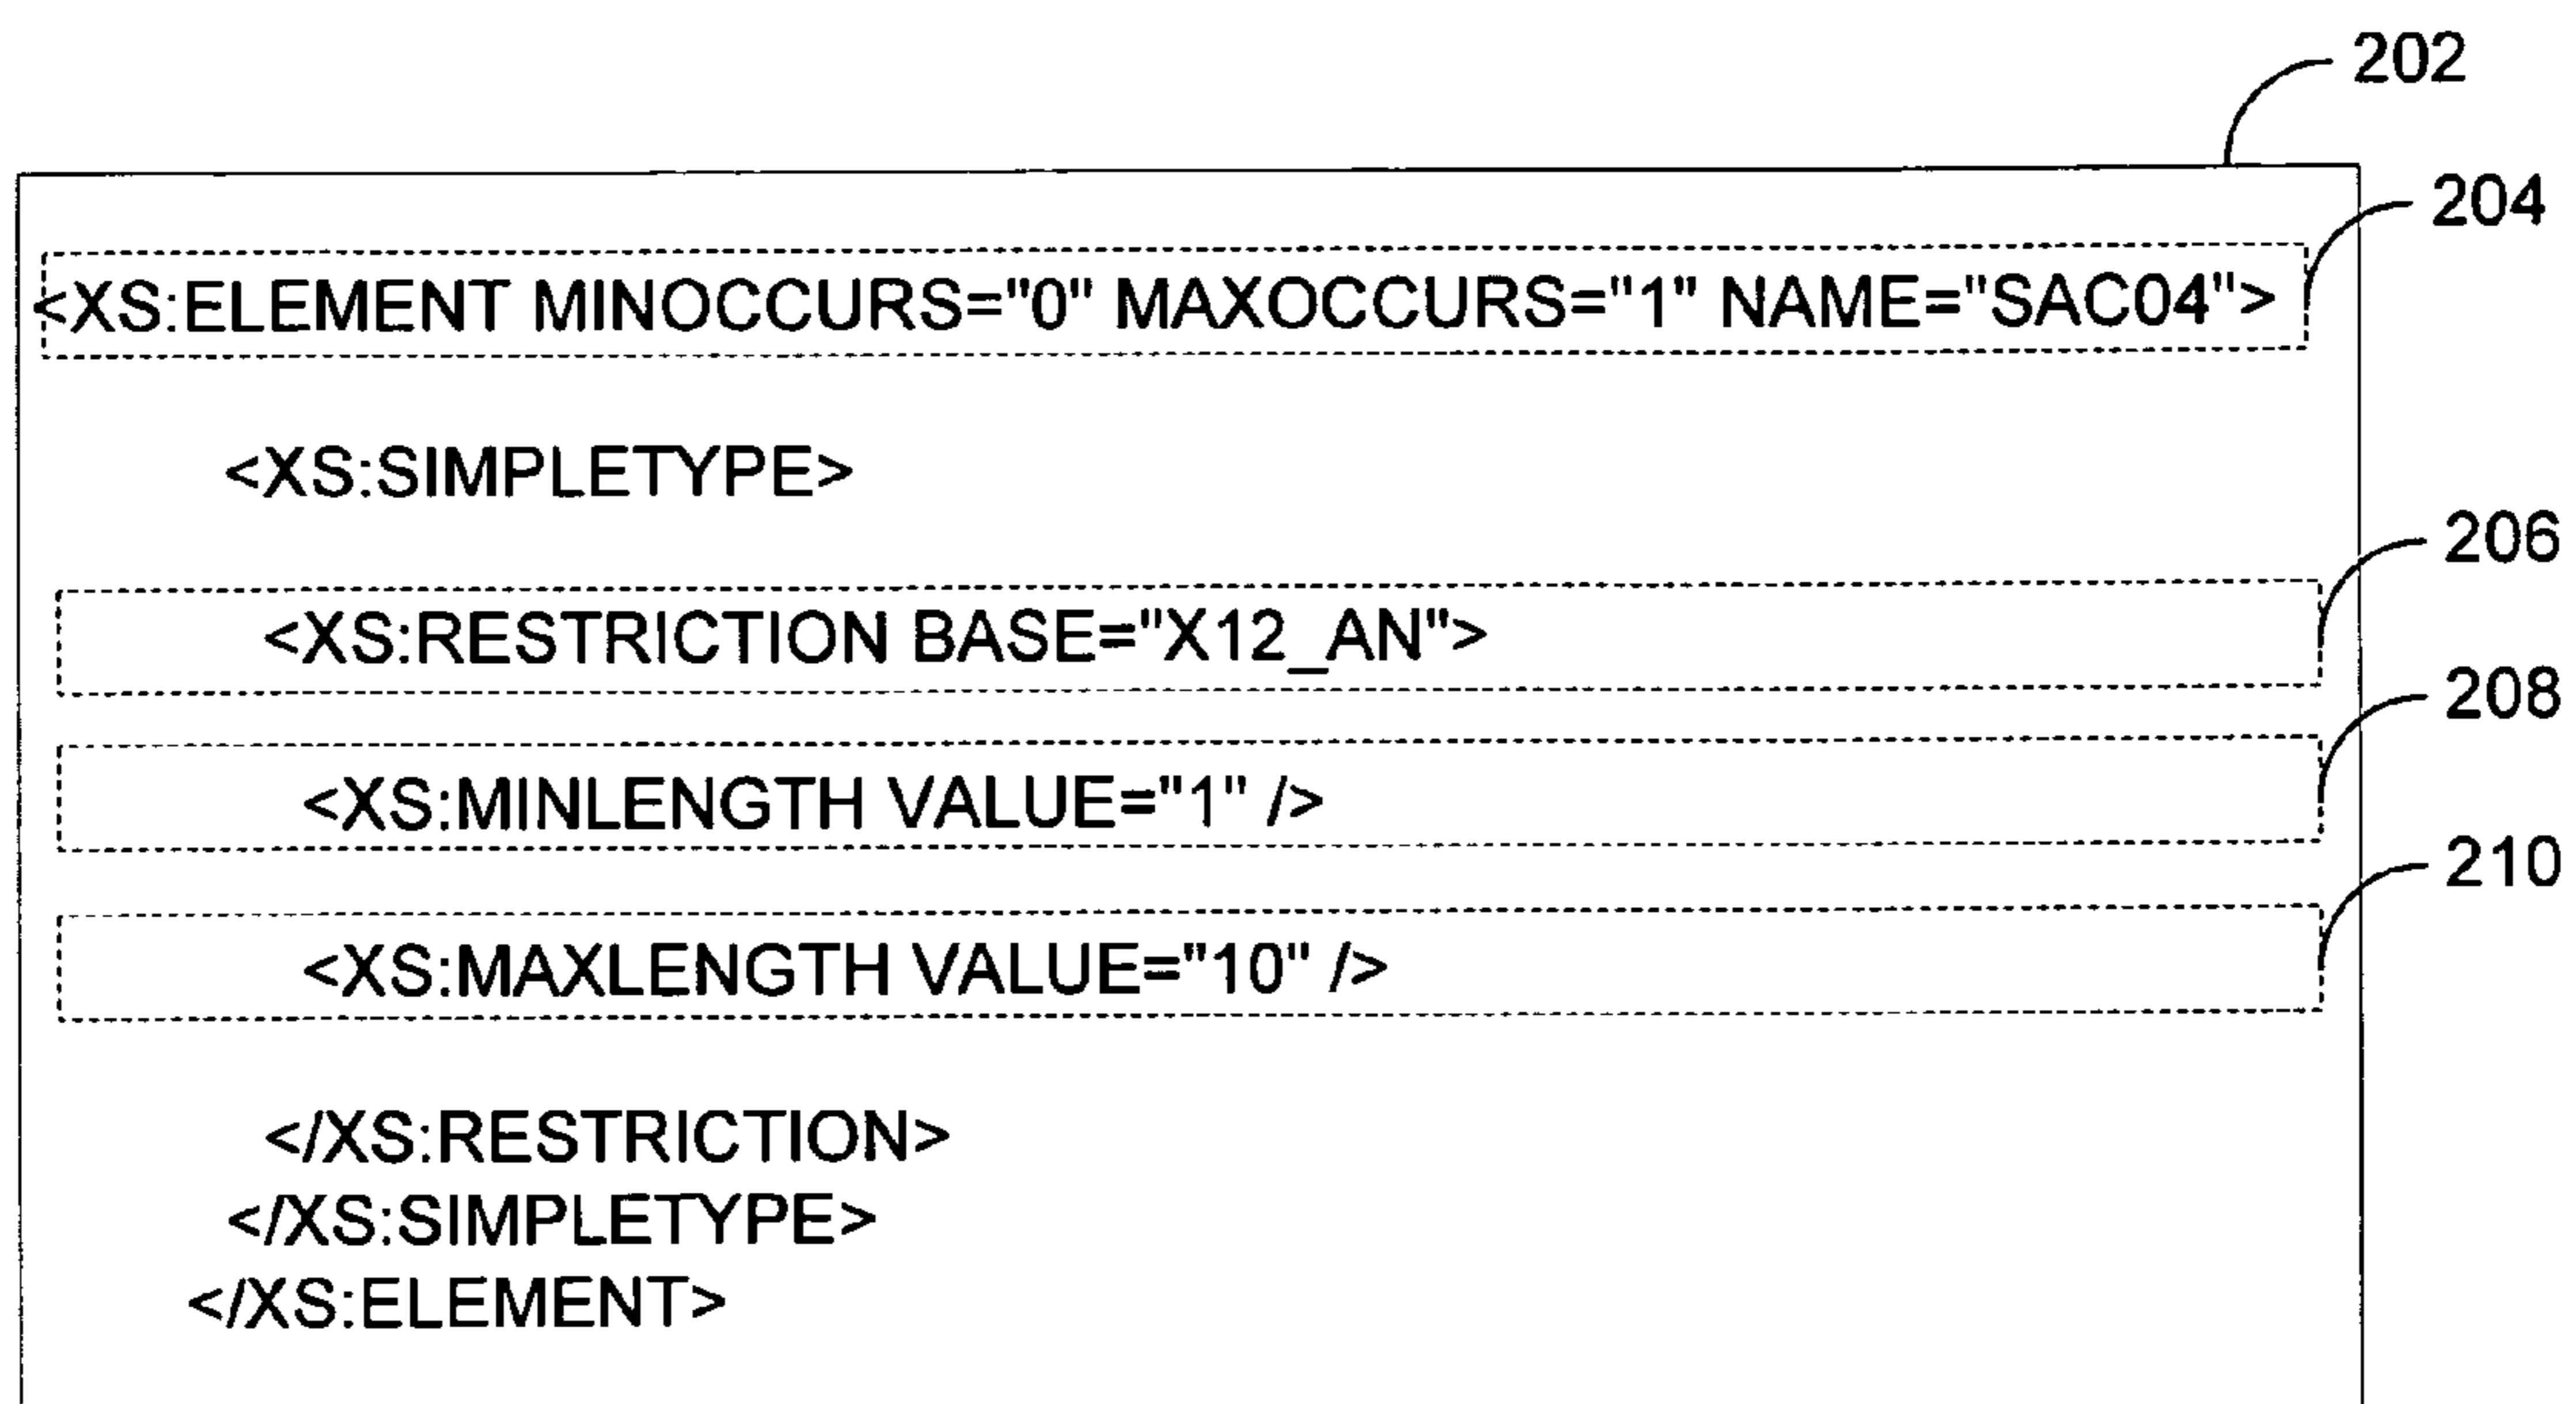 202
204
<XS:ELEMENT MINOCCURS="0" MAXOCCURS="1" NAME="SAC04">
<XS:SIMPLETYPE>
206
<XS:RESTRICTION BASE="X12_AN">
208
<XS:MINLENGTH VALUE="1" />
210
<XS:MAXLENGTH VALUE="10" />
</XS:RESTRICTION>
</XS:SIMPLETYPE>
</XS:ELEMENT>